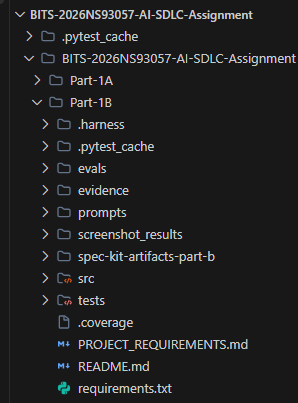 BITS-2026NS93057-AI-SDLC-Assignment
.pytest_cache
BITS-2026NS93057-AI-SDLC-Assignment
Part-1A
Part-1B
.harness
.pytest_cache
evals
evidence
prompts
screenshot_results
spec-kit-artifacts-part-b
src
tests
.coverage
PROJECT_REQUIREMENTS.md
README.md
requirements.txt